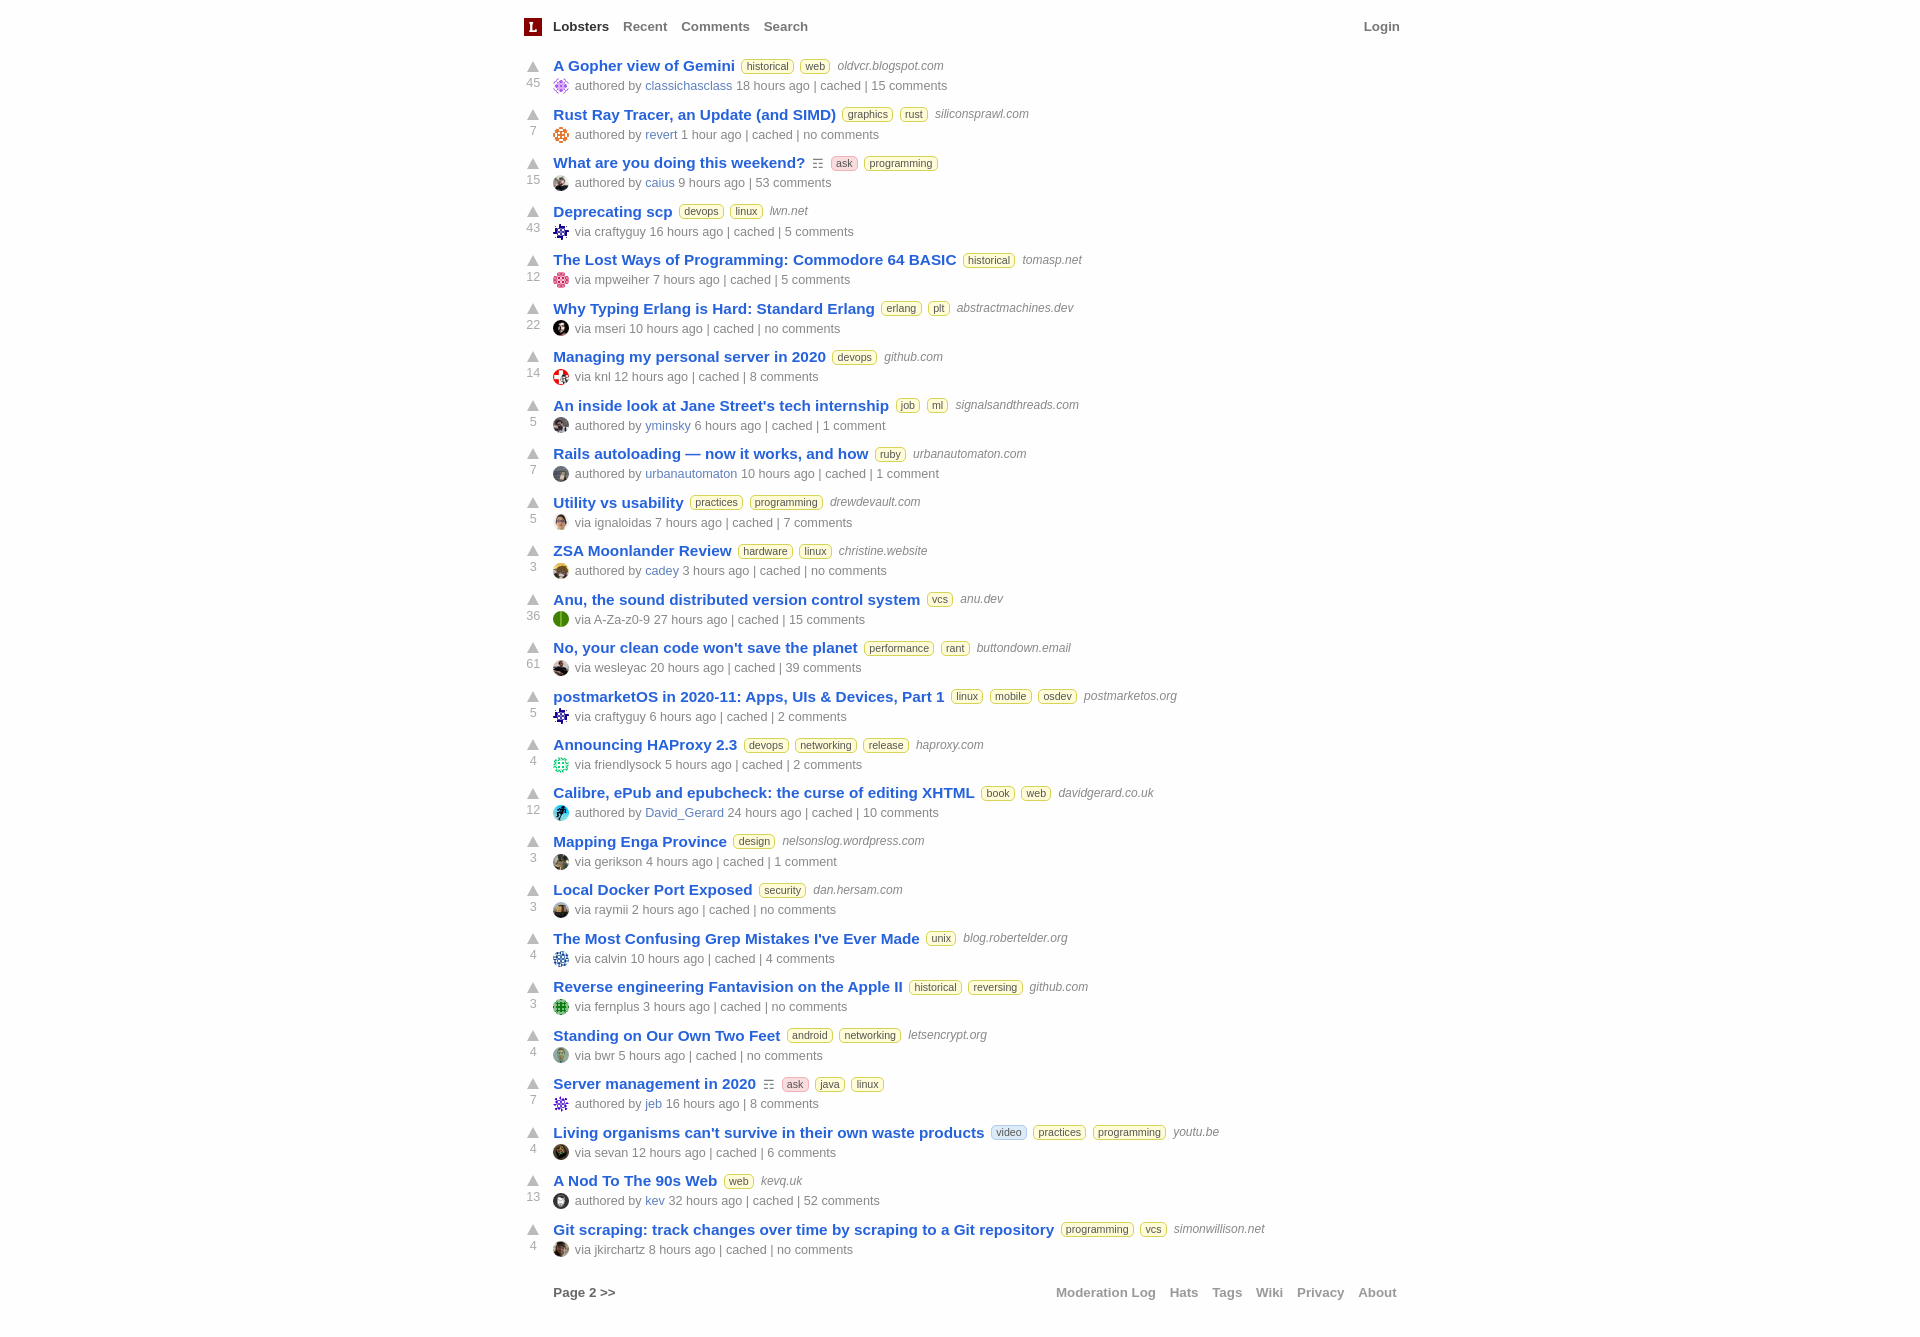 L Lobsters Recent Comments Search Login
A Gopher view of Gemini historical web oldvcr.blogspot.com
45 authored by classichasclass 18 hours ago | cached | 15 comments
Rust Ray Tracer, an Update (and SIMD) graphics rust siliconsprawl.com
7 authored by revert 1 hour ago | cached | no comments
What are you doing this weekend? ☶ ask programming
15 authored by caius 9 hours ago | 53 comments
Deprecating scp devops linux lwn.net
43 via craftyguy 16 hours ago | cached | 5 comments
The Lost Ways of Programming: Commodore 64 BASIC historical tomasp.net
12 via mpweiher 7 hours ago | cached | 5 comments
Why Typing Erlang is Hard: Standard Erlang erlang plt abstractmachines.dev
22 via mseri 10 hours ago | cached | no comments
Managing my personal server in 2020 devops github.com
14 via knl 12 hours ago | cached | 8 comments
An inside look at Jane Street's tech internship job ml signalsandthreads.com
5 authored by yminsky 6 hours ago | cached | 1 comment
Rails autoloading — now it works, and how ruby urbanautomaton.com
7 authored by urbanautomaton 10 hours ago | cached | 1 comment
Utility vs usability practices programming drewdevault.com
5 via ignaloidas 7 hours ago | cached | 7 comments
ZSA Moonlander Review hardware linux christine.website
3 authored by cadey 3 hours ago | cached | no comments
Anu, the sound distributed version control system vcs anu.dev
36 via A-Za-z0-9 27 hours ago | cached | 15 comments
No, your clean code won't save the planet performance rant buttondown.email
61 via wesleyac 20 hours ago | cached | 39 comments
postmarketOS in 2020-11: Apps, UIs & Devices, Part 1 linux mobile osdev postmarketos.org
5 via craftyguy 6 hours ago | cached | 2 comments
Announcing HAProxy 2.3 devops networking release haproxy.com
4 via friendlysock 5 hours ago | cached | 2 comments
Calibre, ePub and epubcheck: the curse of editing XHTML book web davidgerard.co.uk
12 authored by David_Gerard 24 hours ago | cached | 10 comments
Mapping Enga Province design nelsonslog.wordpress.com
3 via gerikson 4 hours ago | cached | 1 comment
Local Docker Port Exposed security dan.hersam.com
3 via raymii 2 hours ago | cached | no comments
The Most Confusing Grep Mistakes I've Ever Made unix blog.robertelder.org
4 via calvin 10 hours ago | cached | 4 comments
Reverse engineering Fantavision on the Apple II historical reversing github.com
3 via fernplus 3 hours ago | cached | no comments
Standing on Our Own Two Feet android networking letsencrypt.org
4 via bwr 5 hours ago | cached | no comments
Server management in 2020 ☶ ask java linux
7 authored by jeb 16 hours ago | 8 comments
Living organisms can't survive in their own waste products video practices programming youtu.be
4 via sevan 12 hours ago | cached | 6 comments
A Nod To The 90s Web web kevq.uk
13 authored by kev 32 hours ago | cached | 52 comments
Git scraping: track changes over time by scraping to a Git repository programming vcs simonwillison.net
4 via jkirchartz 8 hours ago | cached | no comments
Page 2 >> Moderation Log Hats Tags Wiki Privacy About